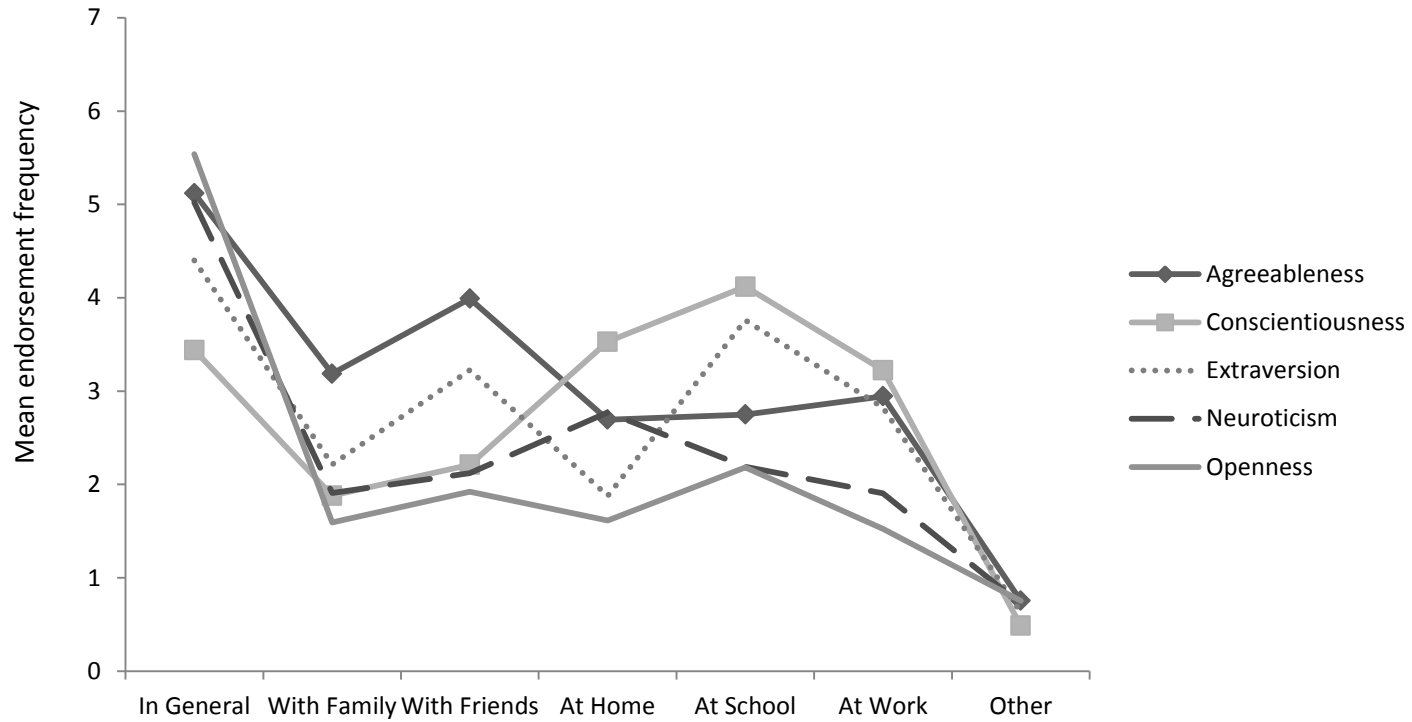 Mean endorsement frequency
7
6
5
4
3
2
1
0
In General With Family With Friends At Home At School At Work Other
Agreeableness
Conscientiousness
Extraversion
Neuroticism
Openness